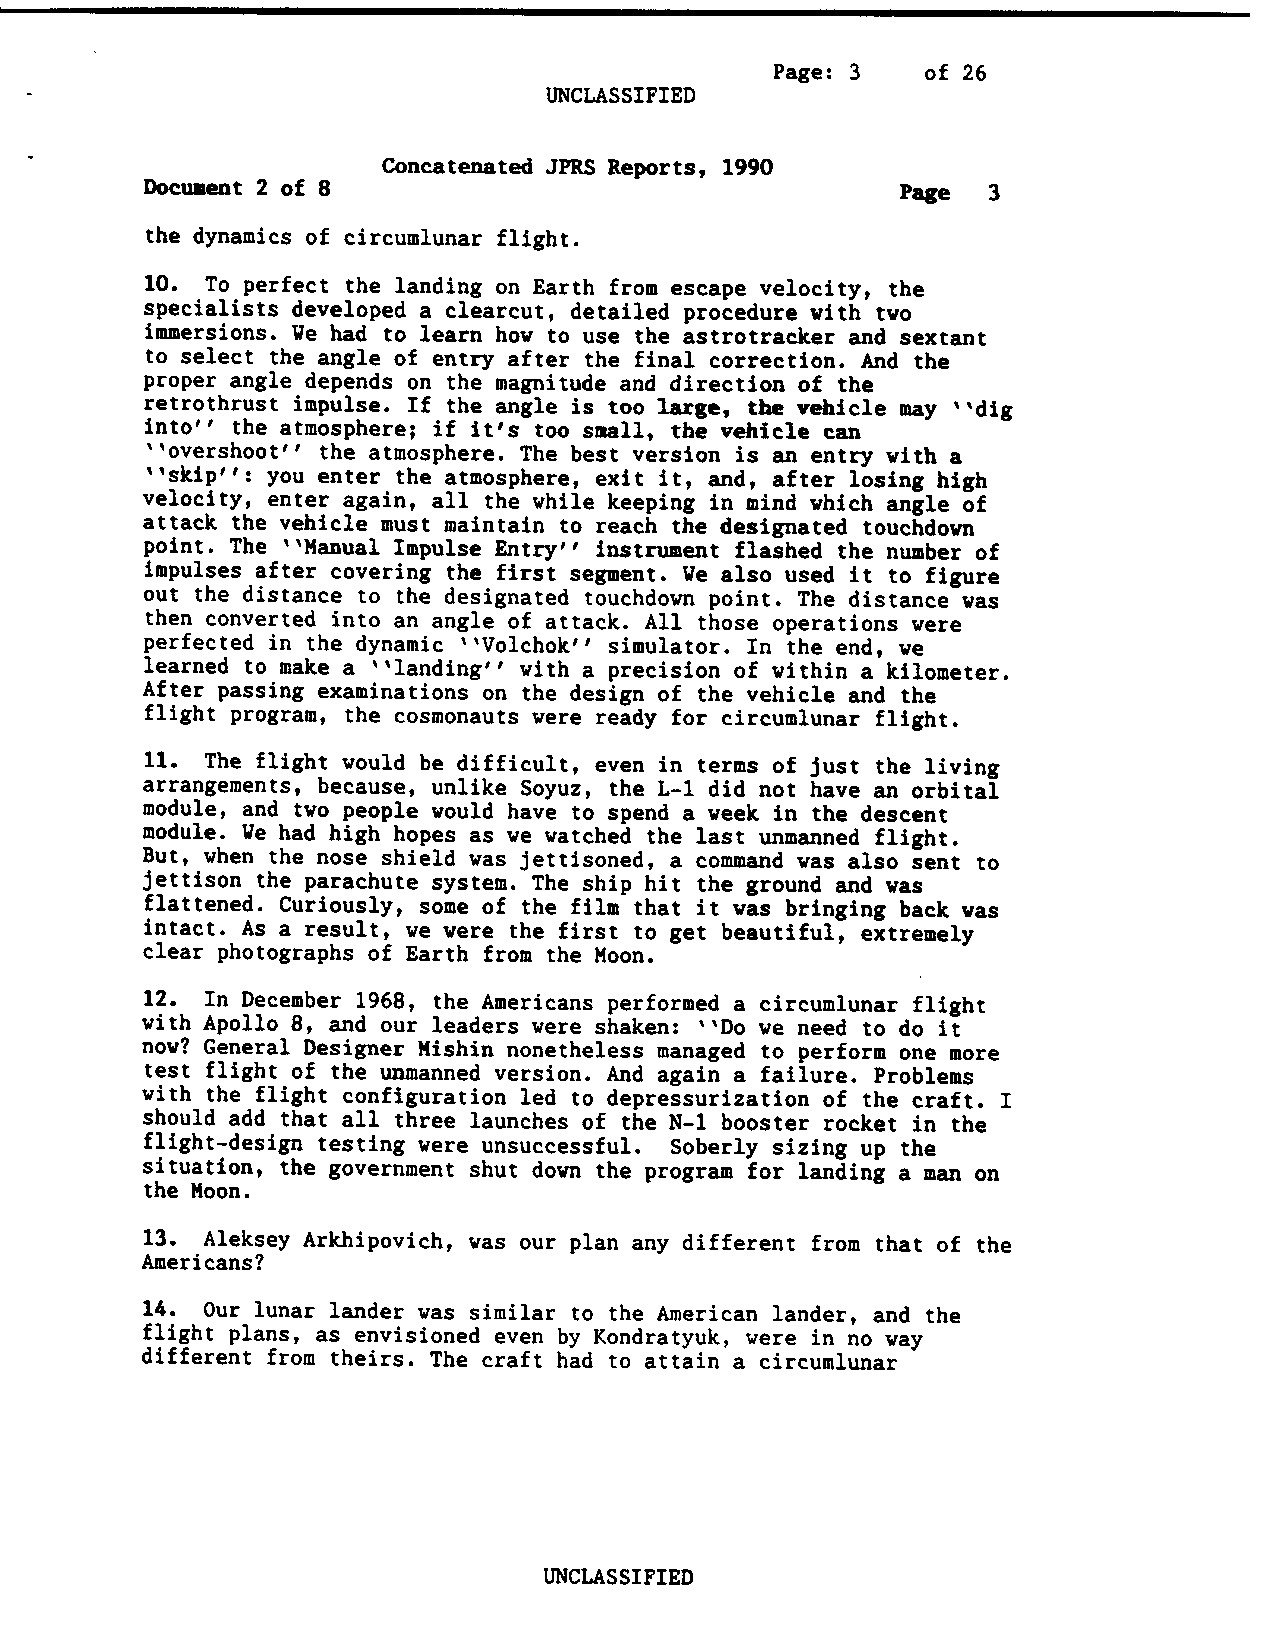 Page: 3 of 26
UNCLASSIFIED
Concatenated JPRS Reports, 1990
Document 2 of 8 Page 3
the dynamics of circumlunar flight.
10. To perfect the landing on Earth from escape velocity, the
specialists developed a clearcut, detailed procedure with two
immersions. We had to learn how to use the astrotracker and sextant
to select the angle of entry after the final correction. And the
proper angle depends on the magnitude and direction of the
retrothrust impulse. If the angle is too large, the vehicle may ``dig
into'' the atmosphere; if it's too small, the vehicle can
``overshoot'' the atmosphere. The best version is an entry with a
``skip'': you enter the atmosphere, exit it, and, after losing high
velocity, enter again, all the while keeping in mind which angle of
attack the vehicle must maintain to reach the designated touchdown
point. The ``Manual Impulse Entry'' instrument flashed the number of
impulses after covering the first segment. We also used it to figure
out the distance to the designated touchdown point. The distance was
then converted into an angle of attack. All those operations were
perfected in the dynamic ``Volchok'' simulator. In the end, we
learned to make a ``landing'' with a precision of within a kilometer.
After passing examinations on the design of the vehicle and the
flight program, the cosmonauts were ready for circumlunar flight.
11. The flight would be difficult, even in terms of just the living
arrangements, because, unlike Soyuz, the L-1 did not have an orbital
module, and two people would have to spend a week in the descent
module. We had high hopes as we watched the last unmanned flight.
But, when the nose shield was jettisoned, a command was also sent to
jettison the parachute system. The ship hit the ground and was
flattened. Curiously, some of the film that it was bringing back was
intact. As a result, we were the first to get beautiful, extremely
clear photographs of Earth from the Moon.
12. In December 1968, the Americans performed a circumlunar flight
with Apollo 8, and our leaders were shaken: ``Do we need to do it
now? General Designer Mishin nonetheless managed to perform one more
test flight of the unmanned version. And again a failure. Problems
with the flight configuration led to depressurization of the craft. I
should add that all three launches of the N-1 booster rocket in the
flight-design testing were unsuccessful. Soberly sizing up the
situation, the government shut down the program for landing a man on
the Moon.
13. Aleksey Arkhipovich, was our plan any different from that of the
Americans?
14. Our lunar lander was similar to the American lander, and the
flight plans, as envisioned even by Kondratyuk, were in no way
different from theirs. The craft had to attain a circumlunar
UNCLASSIFIED